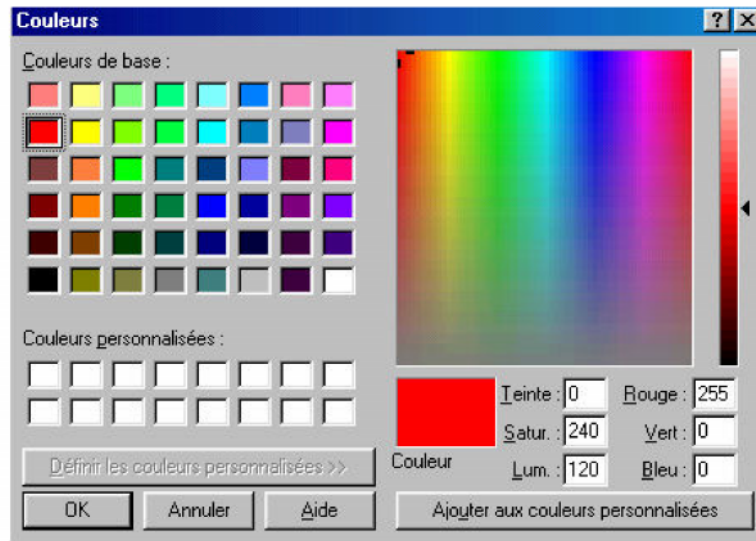 Couleurs
Couleurs de base :
Couleurs personnalisées :
Définir les couleurs personnalisées >>
OK Annuler Aide
Couleur
Teinte : 0 Rouge : 255
Satur. : 240 Vert : 0
Lum. : 120 Bleu : 0
Ajouter aux couleurs personnalisées